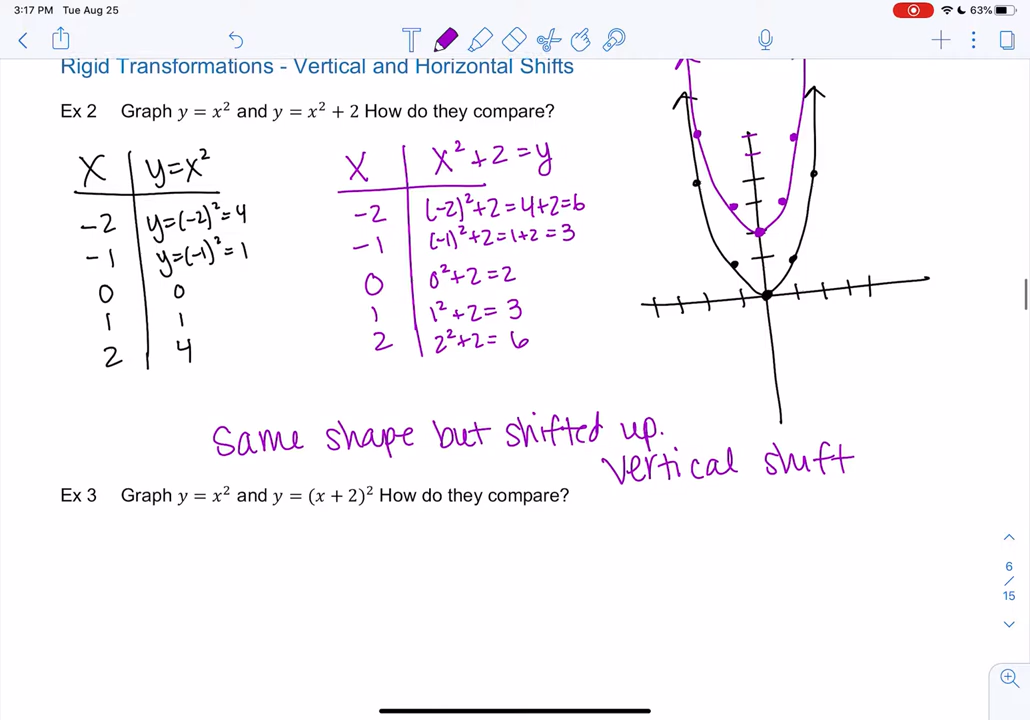 3:17 PM Tue Aug 25
63%
T
Rigid Transformations - Vertical and Horizontal Shifts
Ex 2 Graph y = x² and y = x² + 2 How do they compare?
X y=x²
-2 y=(-2)²=4
-1 y=(-1)²=1
0 0
1 1
2 4
X x²+2=y
-2 (-2)²+2=4+2=6
-1 (-1)²+2=1+2=3
0 0²+2=2
1 1²+2=3
2 2²+2=6
Same shape but shifted up.
vertical shift
Ex 3 Graph y = x² and y = (x + 2)² How do they compare?
6
/
15